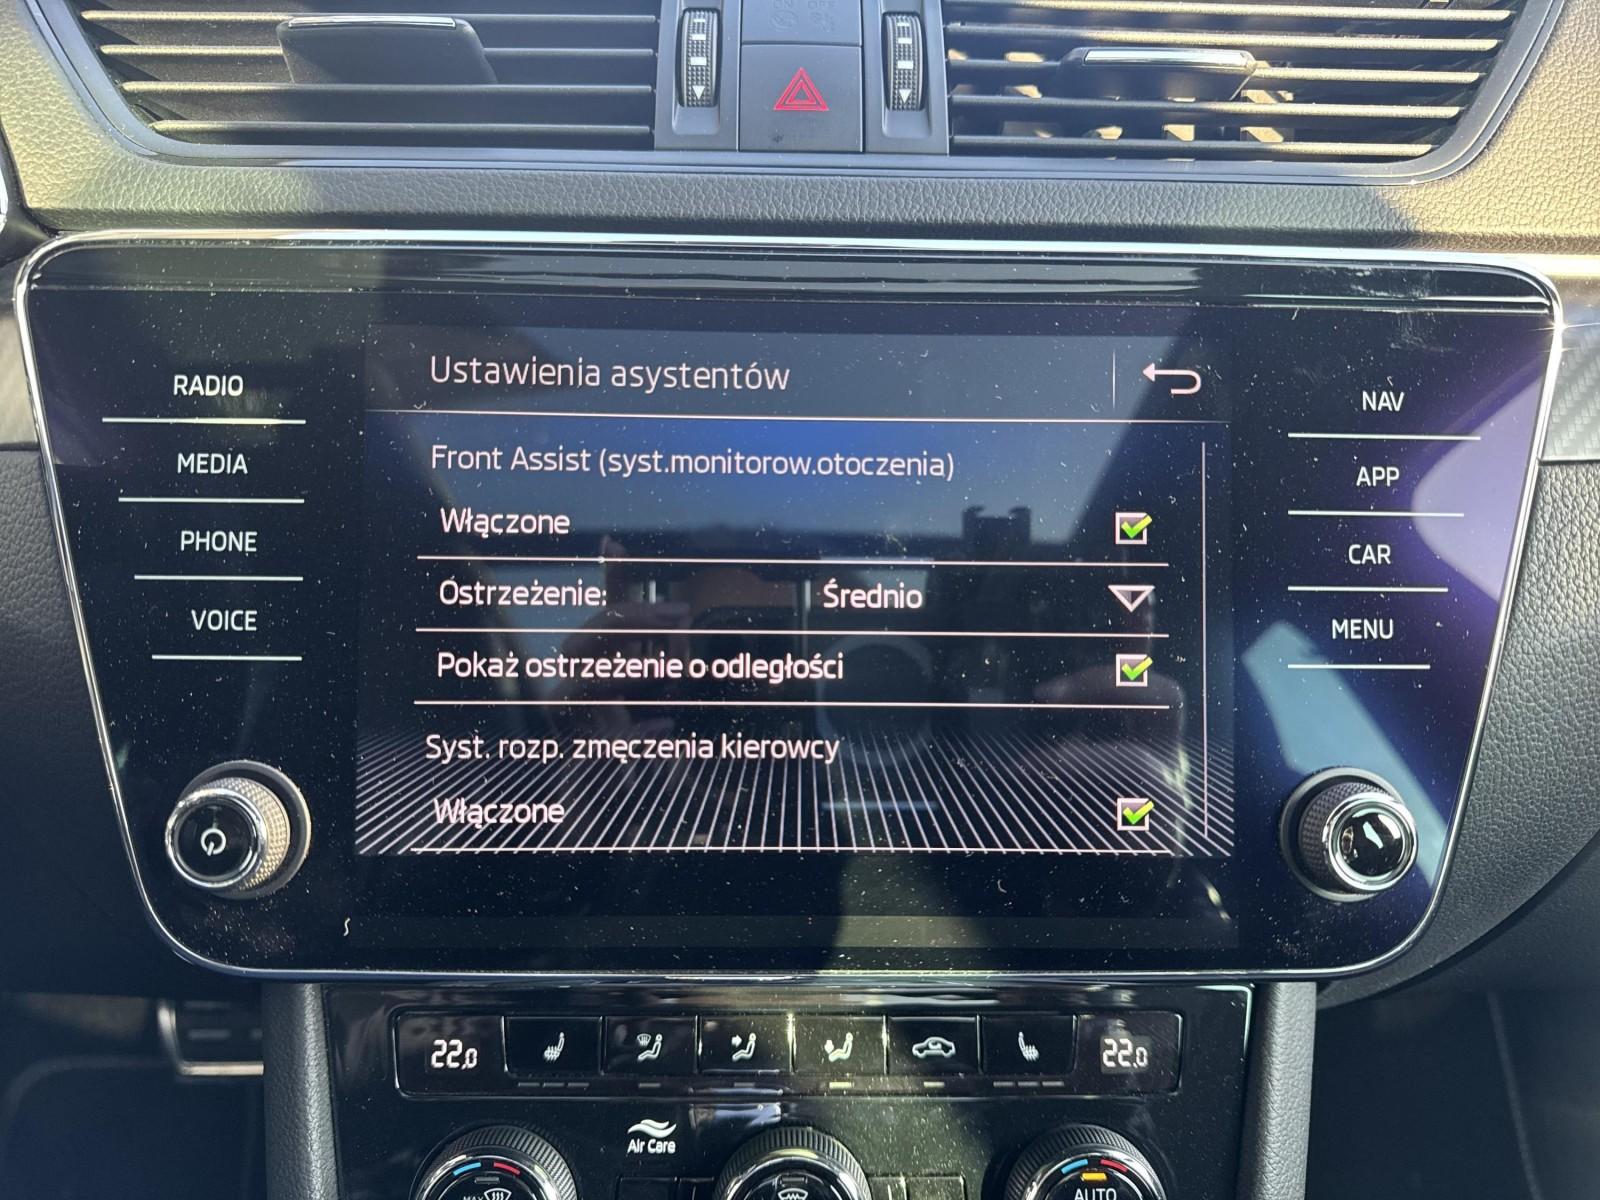 RADIO
MEDIA
PHONE
VOICE
Ustawienia asystentów
Front Assist (syst.monitorow.otoczenia)
Włączone
Ostrzeżenie: Średnio
Pokaż ostrzeżenie o odległości
Syst. rozp. zmęczenia kierowcy
Włączone
NAV
APP
CAR
MENU
22,0
22,0
Air Care
MAX
AUTO